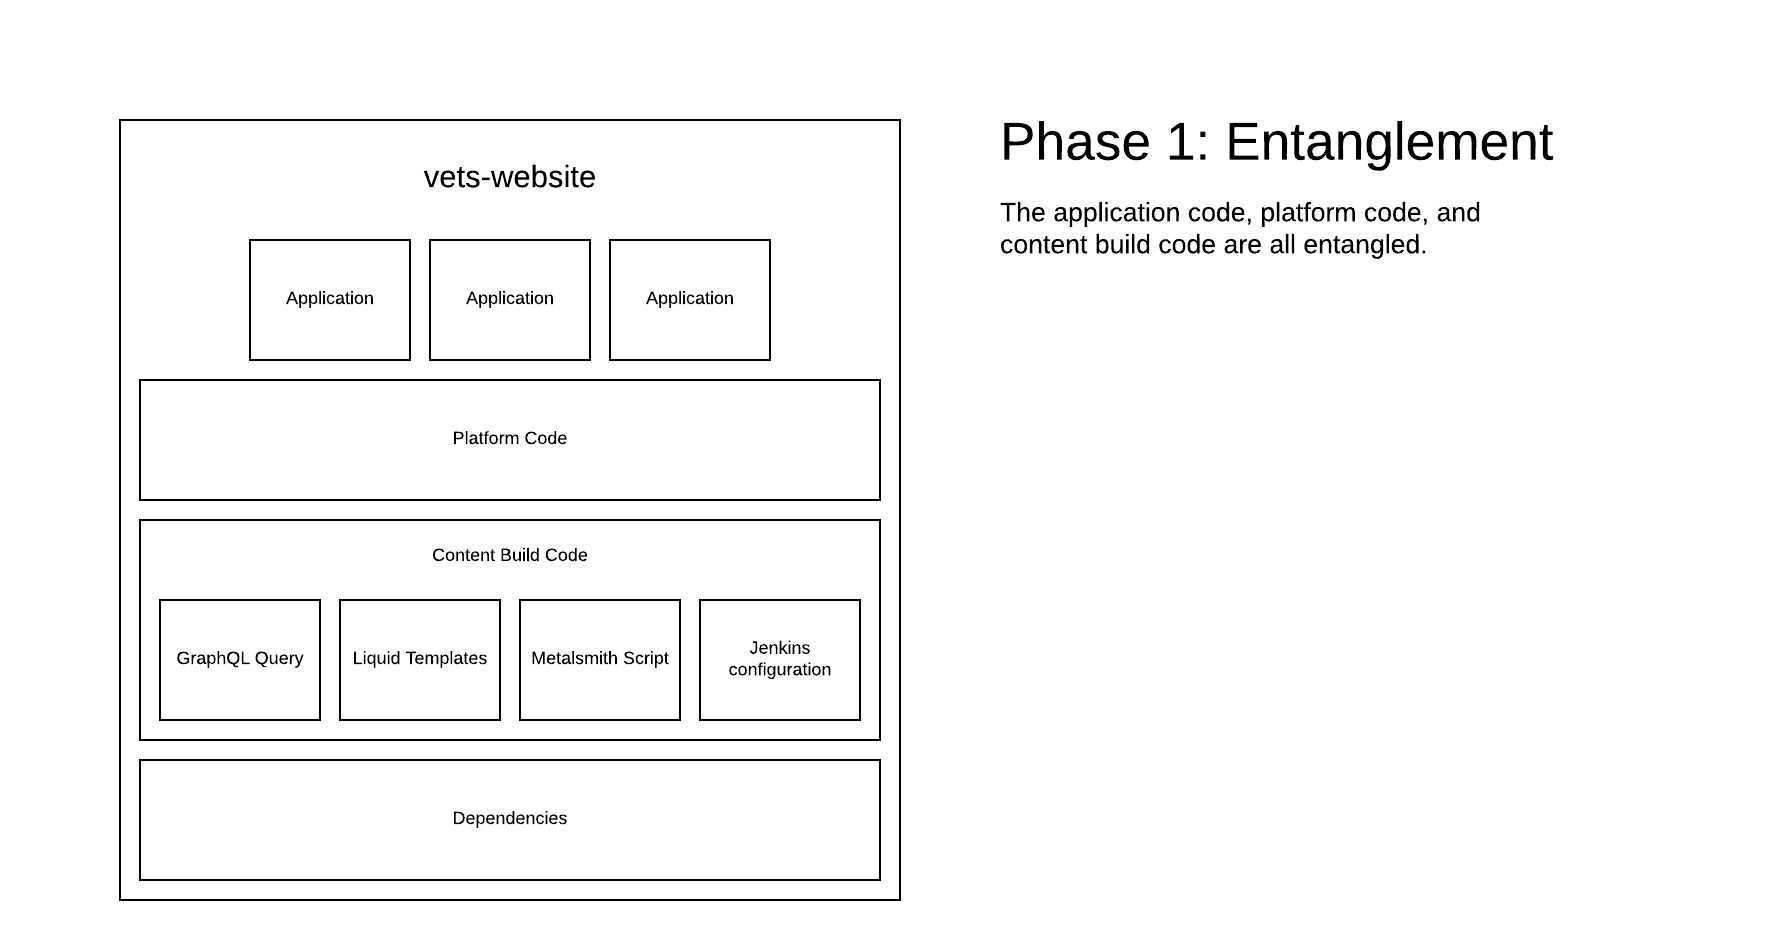 vets-website
Application
Application
Application
Platform Code
Content Build Code
GraphQL Query
Liquid Templates
Metalsmith Script
Jenkins
configuration
Dependencies
Phase 1: Entanglement
The application code, platform code, and
content build code are all entangled.